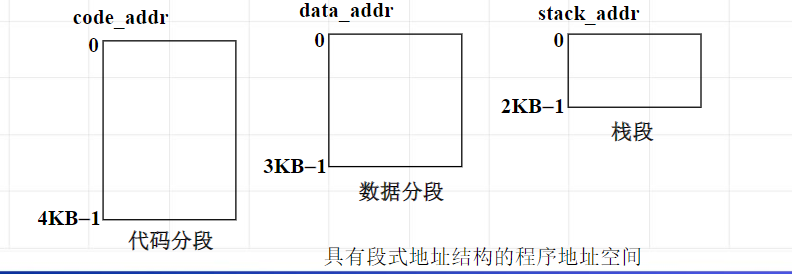 code_addr
data_addr
stack_addr
0
0
0
2KB−1
栈段
3KB−1
数据分段
4KB−1
代码分段
具有段式地址结构的程序地址空间